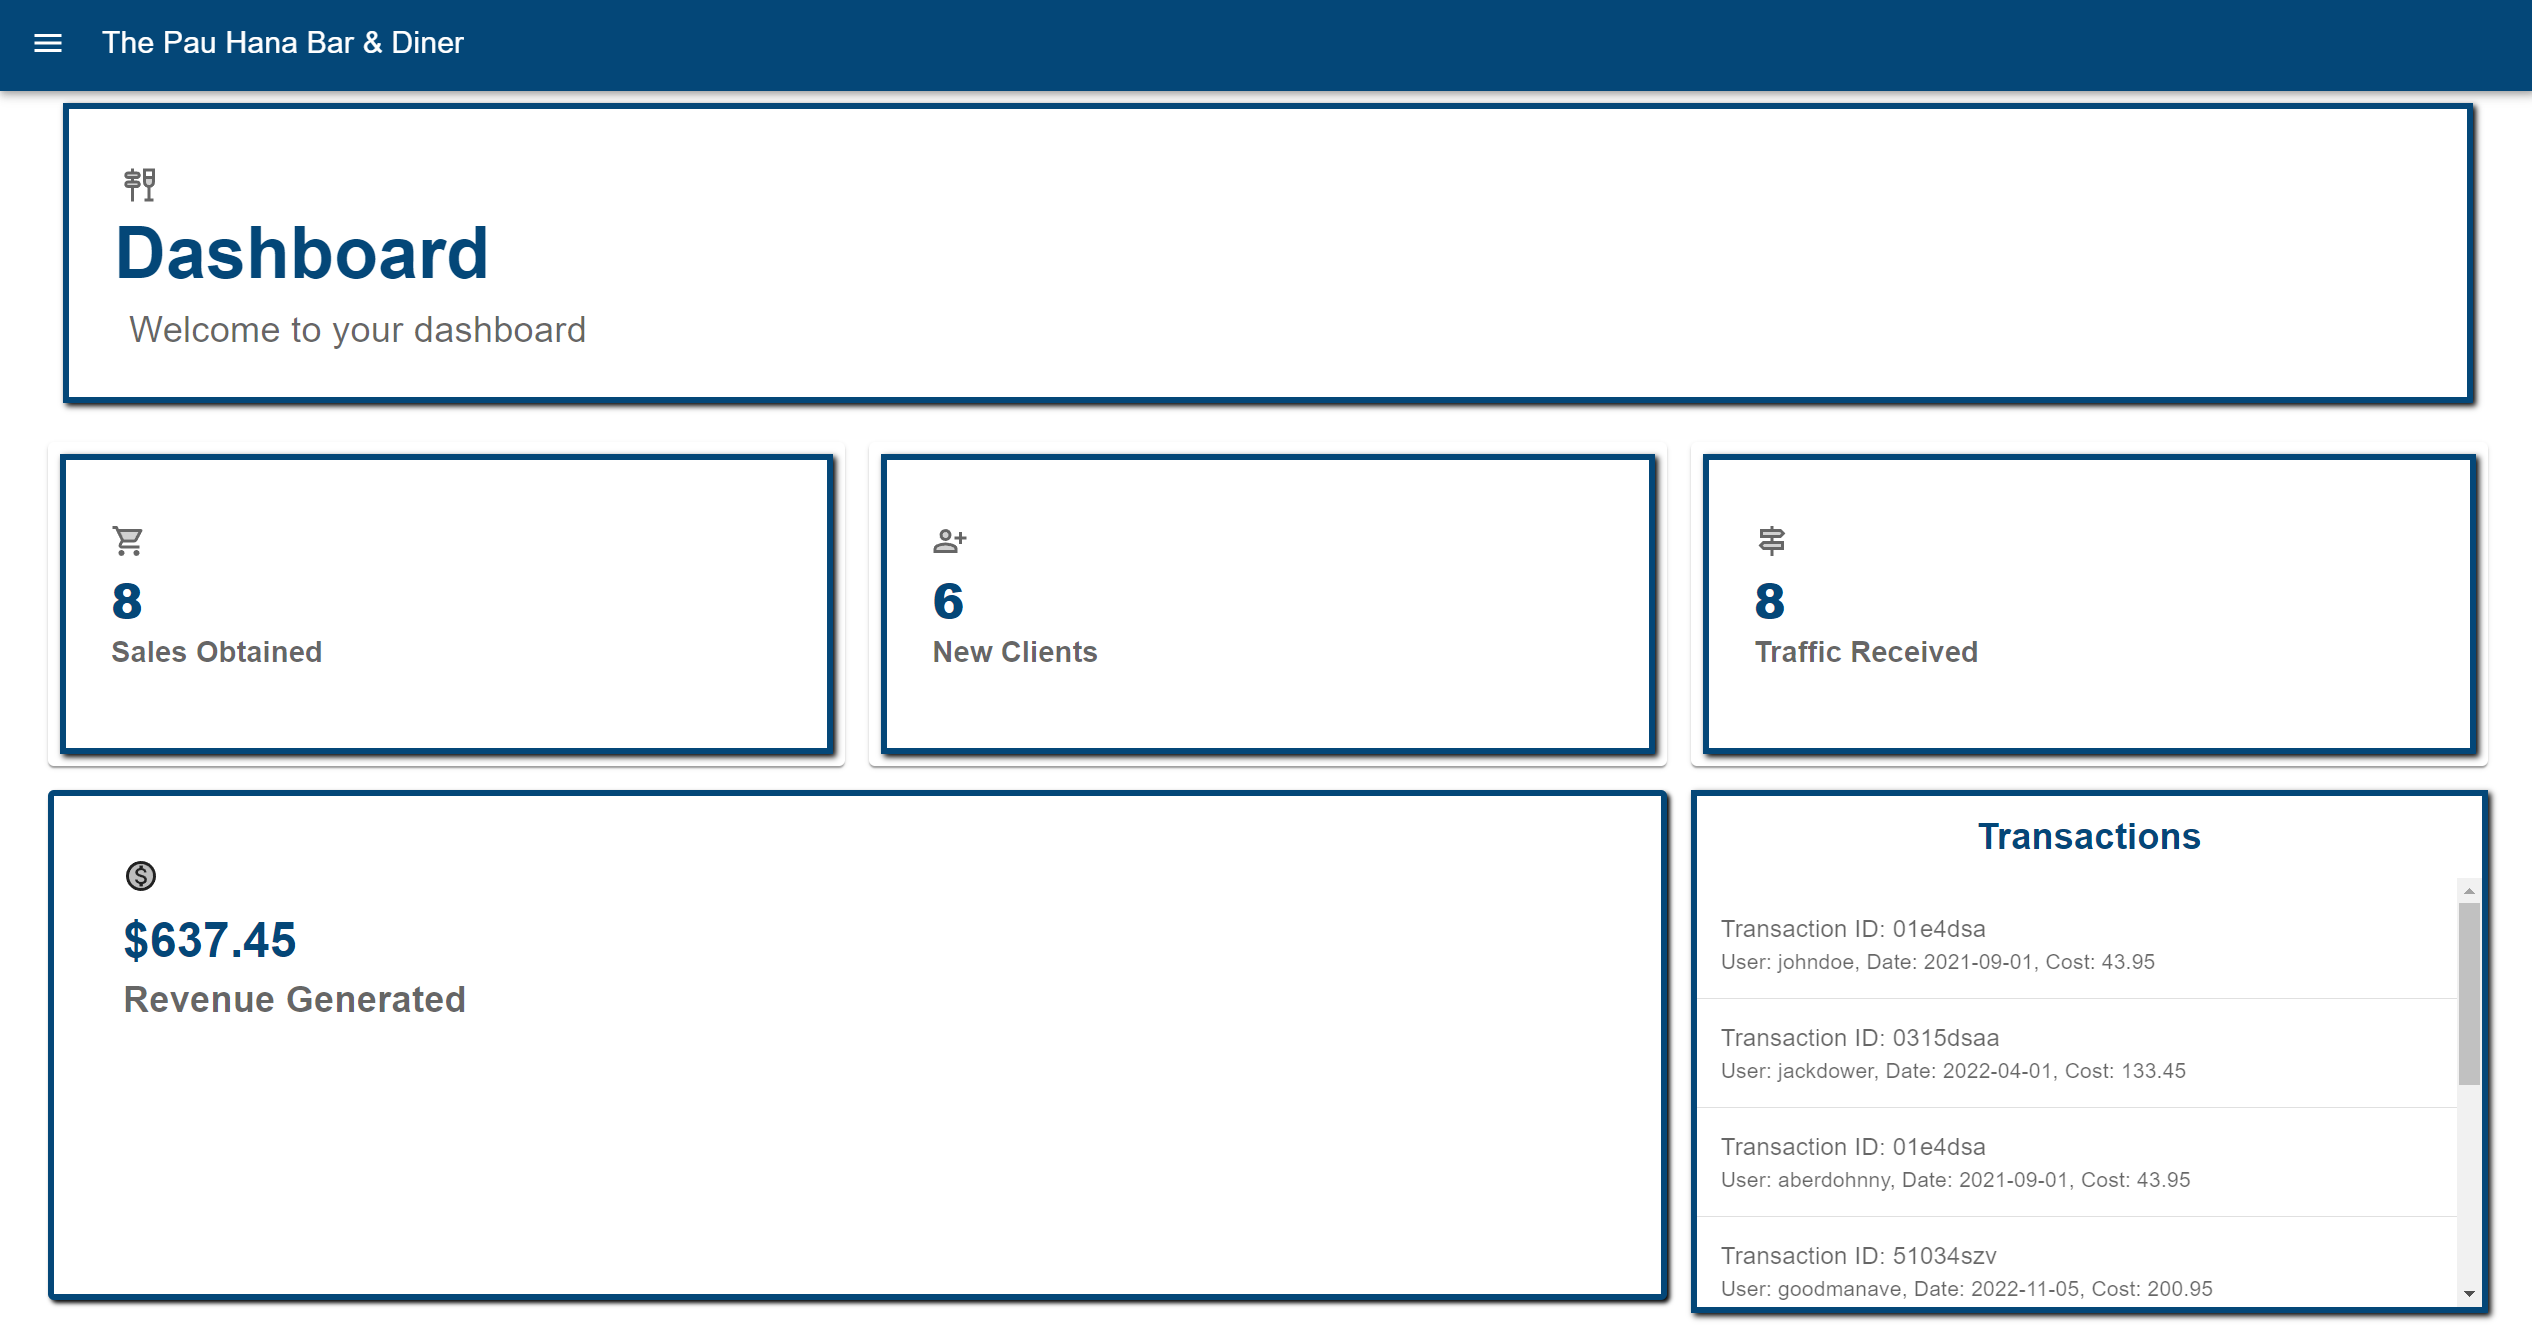 The Pau Hana Bar & Diner
Dashboard
Welcome to your dashboard
8
Sales Obtained
6
New Clients
8
Traffic Received
$637.45
Revenue Generated
Transactions
Transaction ID: 01e4dsa
User: johndoe, Date: 2021-09-01, Cost: 43.95
Transaction ID: 0315dsaa
User: jackdower, Date: 2022-04-01, Cost: 133.45
Transaction ID: 01e4dsa
User: aberdohnny, Date: 2021-09-01, Cost: 43.95
Transaction ID: 51034szv
User: goodmanave, Date: 2022-11-05, Cost: 200.95